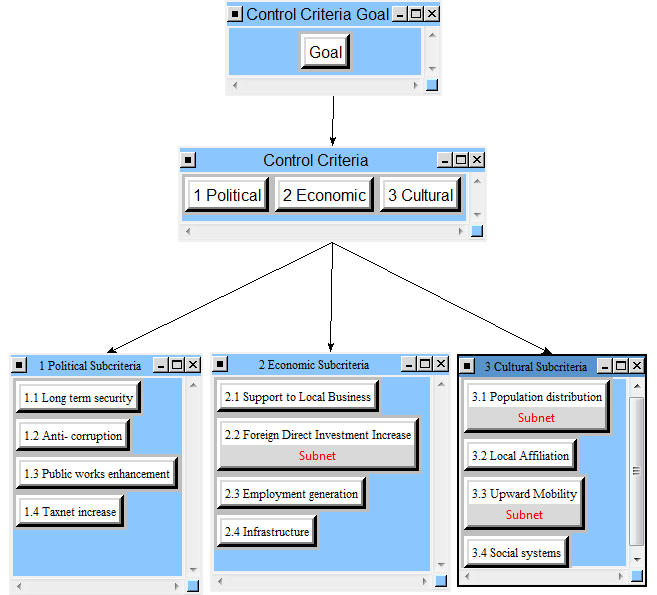 Control Criteria Goal
Goal
Control Criteria
1 Political 2 Economic 3 Cultural
1 Political Subcriteria
1.1 Long term security
1.2 Anti- corruption
1.3 Public works enhancement
1.4 Taxnet increase
2 Economic Subcriteria
2.1 Support to Local Business
2.2 Foreign Direct Investment Increase
Subnet
2.3 Employment generation
2.4 Infrastructure
3 Cultural Subcriteria
3.1 Population distribution
Subnet
3.2 Local Affiliation
3.3 Upward Mobility
Subnet
3.4 Social systems